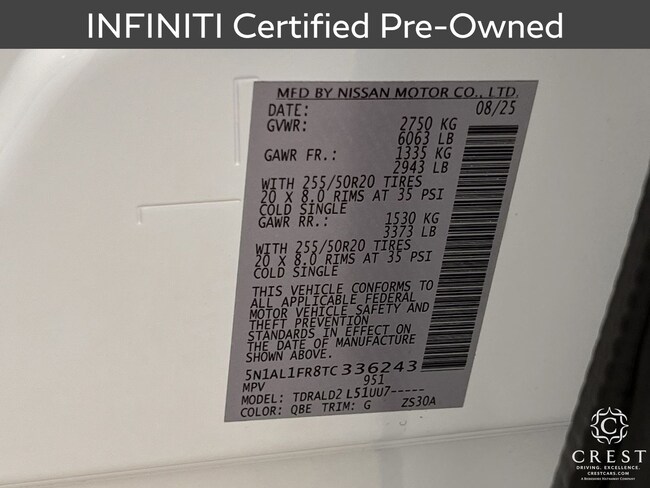 INFINITI Certified Pre-Owned
MFD BY NISSAN MOTOR CO., LTD.
DATE: 08/25
GVWR: 2750 KG
6063 LB
GAWR FR.: 1335 KG
2943 LB
WITH 255/50R20 TIRES
20 X 8.0 RIMS AT 35 PSI
COLD SINGLE
GAWR RR.: 1530 KG
3373 LB
WITH 255/50R20 TIRES
20 X 8.0 RIMS AT 35 PSI
COLD SINGLE
THIS VEHICLE CONFORMS TO
ALL APPLICABLE FEDERAL
MOTOR VEHICLE SAFETY AND
THEFT PREVENTION
STANDARDS IN EFFECT ON
THE DATE OF MANUFACTURE
SHOWN ABOVE.
5N1AL1FR8TC336243
MPV 951
MODEL: TDRALD2 L51UU7-----
COLOR: QBE TRIM: G ZS30A
C
CREST
DRIVING. EXCELLENCE.
CRESTCARS.COM
A BERKSHIRE HATHAWAY COMPANY